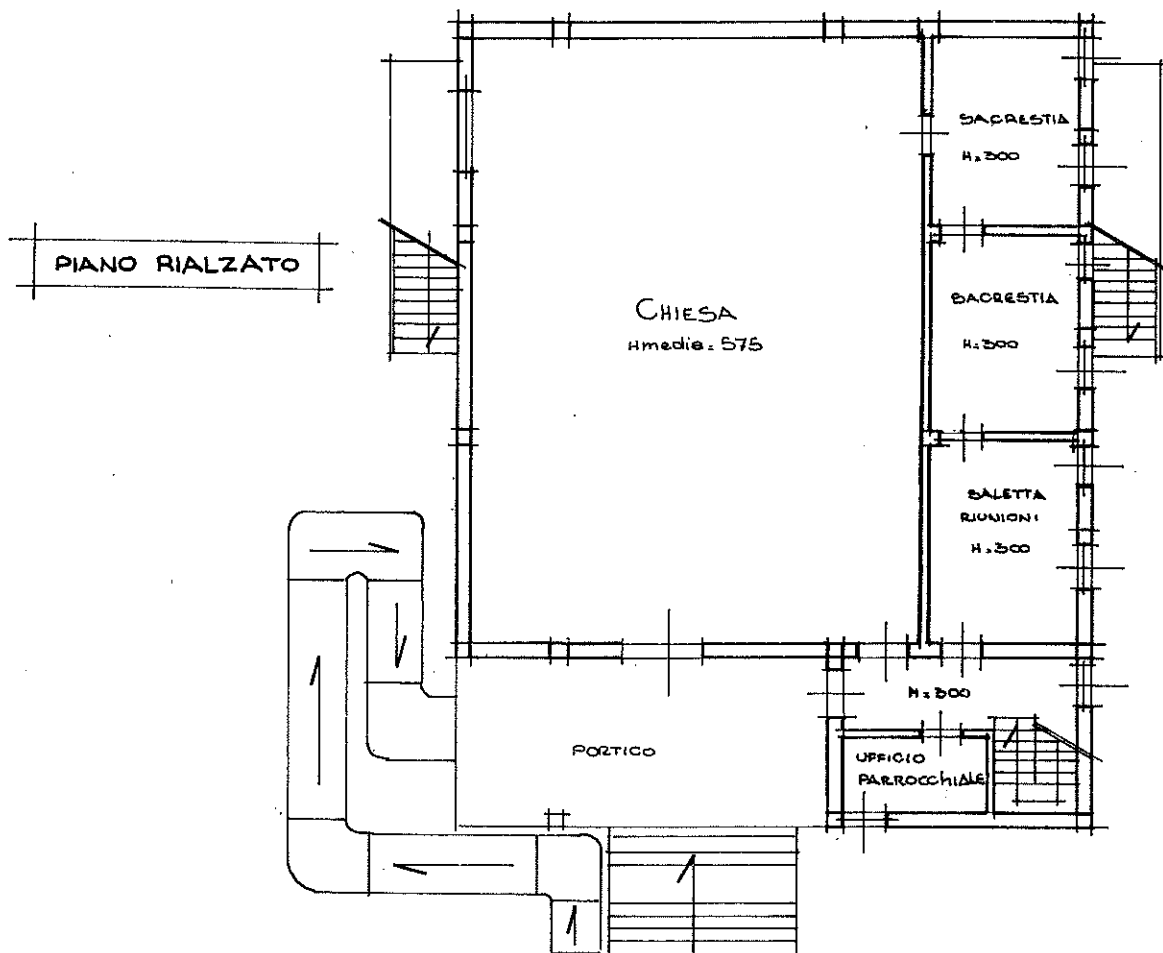 PIANO RIALZATO
CHIESA
Hmedia = 575
SACRESTIA
H = 300
SACRESTIA
H = 300
SALETTA
RIUNIONI
H = 300
H = 300
PORTICO
UFFICIO
PARROCCHIALE